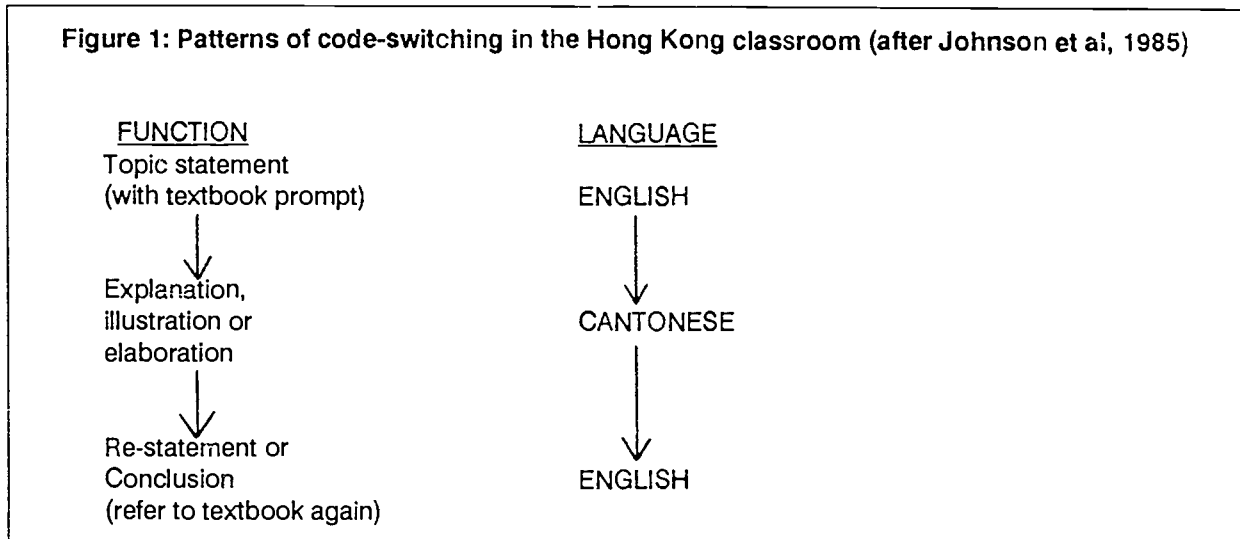 Figure 1: Patterns of code-switching in the Hong Kong classroom (after Johnson et al, 1985)
FUNCTION
LANGUAGE
Topic statement
(with textbook prompt)
ENGLISH
Explanation,
illustration or
elaboration
CANTONESE
Re-statement or
Conclusion
(refer to textbook again)
ENGLISH